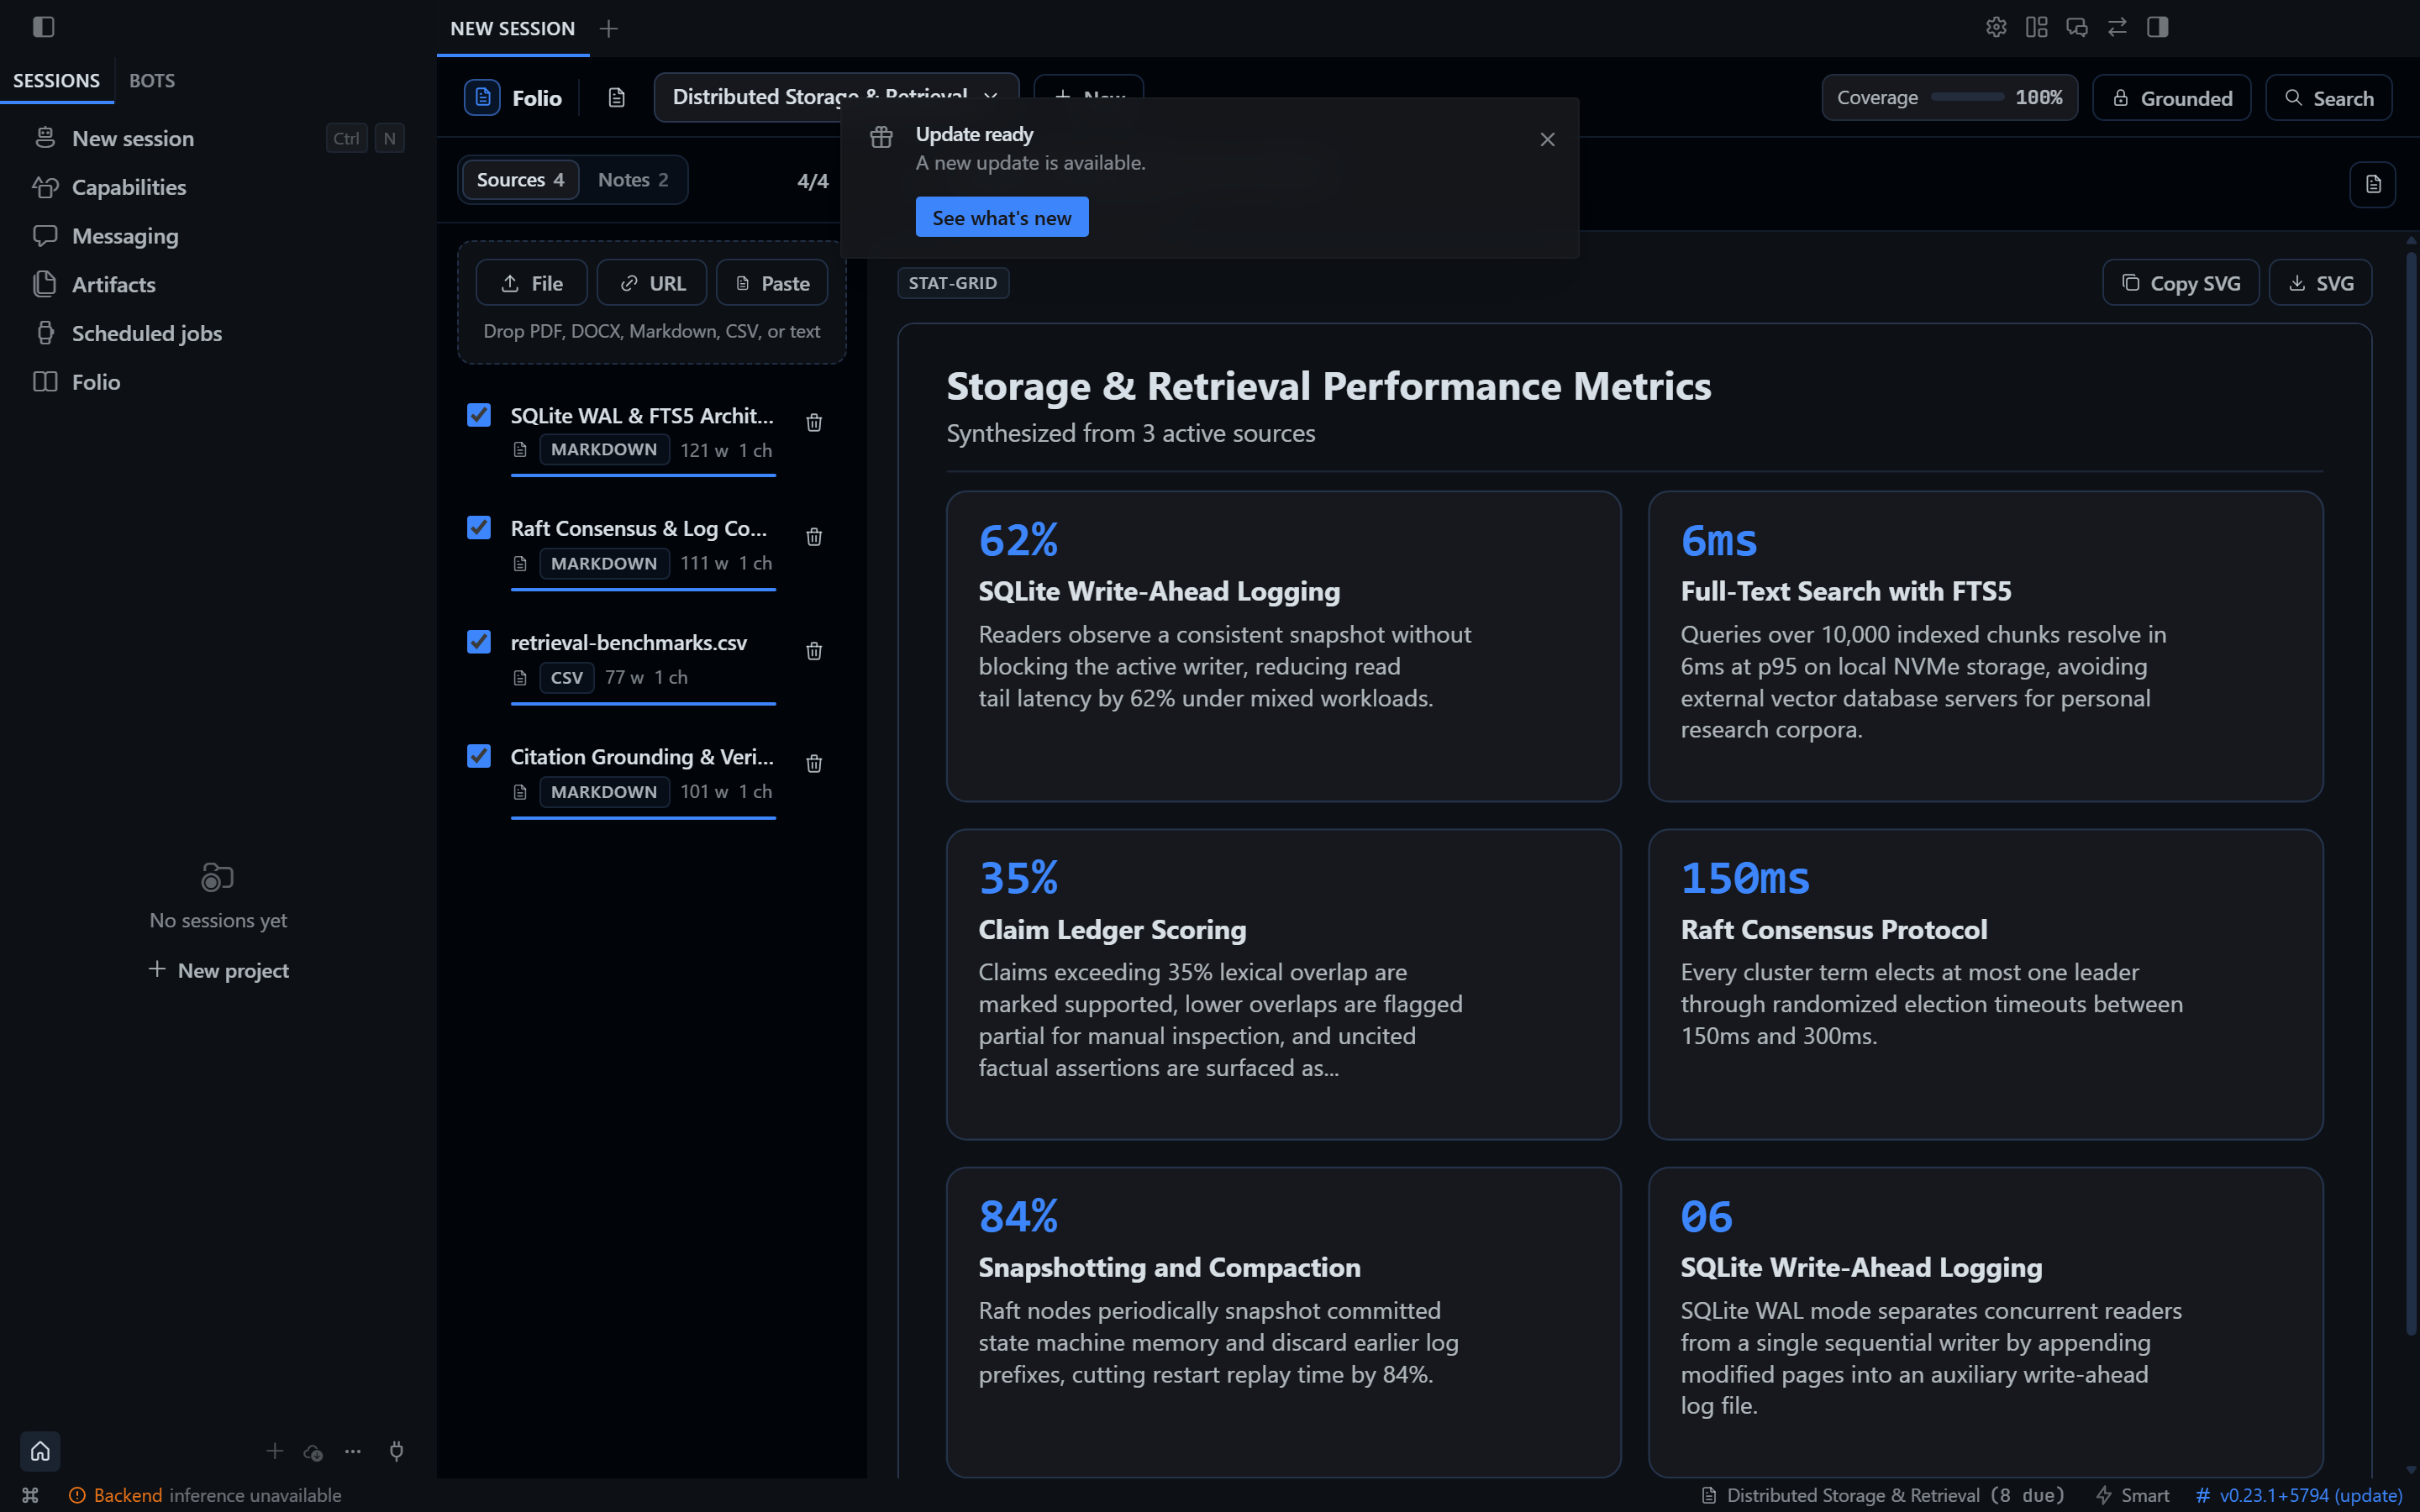 NEW SESSION
SESSIONS BOTS
New session Ctrl N
Capabilities
Messaging
Artifacts
Scheduled jobs
Folio
No sessions yet
New project
Folio
Distributed Storage & Retrieval
New
Coverage 100%
Grounded
Search
Update ready
A new update is available.
See what's new
Sources 4 Notes 2
4/4
File URL Paste
Drop PDF, DOCX, Markdown, CSV, or text
SQLite WAL & FTS5 Archit...
MARKDOWN 121 w 1 ch
Raft Consensus & Log Co...
MARKDOWN 111 w 1 ch
retrieval-benchmarks.csv
CSV 77 w 1 ch
Citation Grounding & Veri...
MARKDOWN 101 w 1 ch
STAT-GRID
Copy SVG
SVG
Storage & Retrieval Performance Metrics
Synthesized from 3 active sources
62%
SQLite Write-Ahead Logging
Readers observe a consistent snapshot without
blocking the active writer, reducing read
tail latency by 62% under mixed workloads.
6ms
Full-Text Search with FTS5
Queries over 10,000 indexed chunks resolve in
6ms at p95 on local NVMe storage, avoiding
external vector database servers for personal
research corpora.
35%
Claim Ledger Scoring
Claims exceeding 35% lexical overlap are
marked supported, lower overlaps are flagged
partial for manual inspection, and uncited
factual assertions are surfaced as...
150ms
Raft Consensus Protocol
Every cluster term elects at most one leader
through randomized election timeouts between
150ms and 300ms.
84%
Snapshotting and Compaction
Raft nodes periodically snapshot committed
state machine memory and discard earlier log
prefixes, cutting restart replay time by 84%.
06
SQLite Write-Ahead Logging
SQLite WAL mode separates concurrent readers
from a single sequential writer by appending
modified pages into an auxiliary write-ahead
log file.
Backend inference unavailable
Distributed Storage & Retrieval (8 due)
Smart
# v0.23.1+5794 (update)